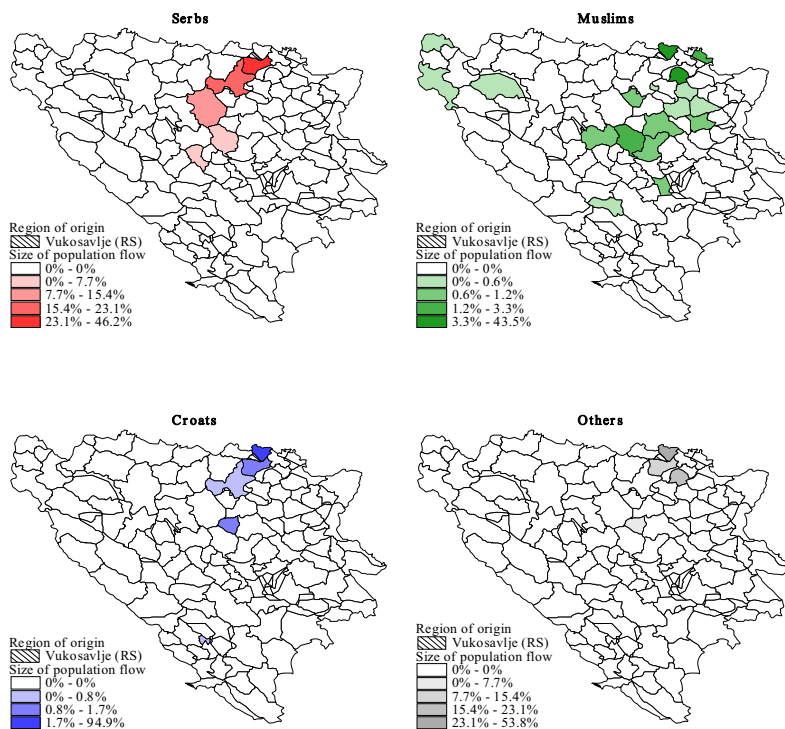 Serbs
Region of origin
Vukosavlje (RS)
Size of population flow
0% - 0%
0% - 7.7%
7.7% - 15.4%
15.4% - 23.1%
23.1% - 46.2%
Muslims
Region of origin
Vukosavlje (RS)
Size of population flow
0% - 0%
0% - 0.6%
0.6% - 1.2%
1.2% - 3.3%
3.3% - 43.5%
Croats
Region of origin
Vukosavlje (RS)
Size of population flow
0% - 0%
0% - 0.8%
0.8% - 1.7%
1.7% - 94.9%
Others
Region of origin
Vukosavlje (RS)
Size of population flow
0% - 0%
0% - 7.7%
7.7% - 15.4%
15.4% - 23.1%
23.1% - 53.8%